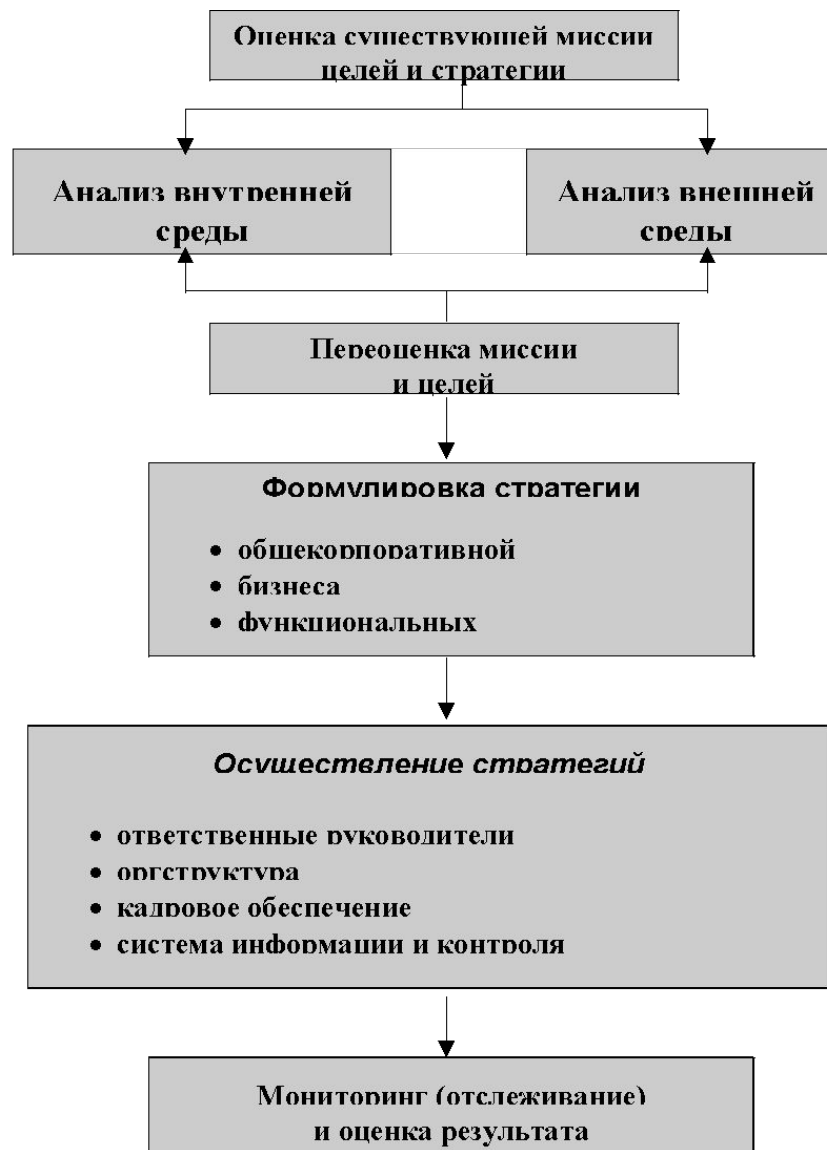 Оценка существующей миссии
целей и стратегии
Анализ внутренней
среды
Анализ внешней
среды
Переоценка миссии
и целей
Формулировка стратегии
• общекорпоративной
• бизнеса
• функциональных
Осуществление стратегий
• ответственные руководители
• оргструктура
• кадровое обеспечение
• система информации и контроля
Мониторинг (отслеживание)
и оценка результата